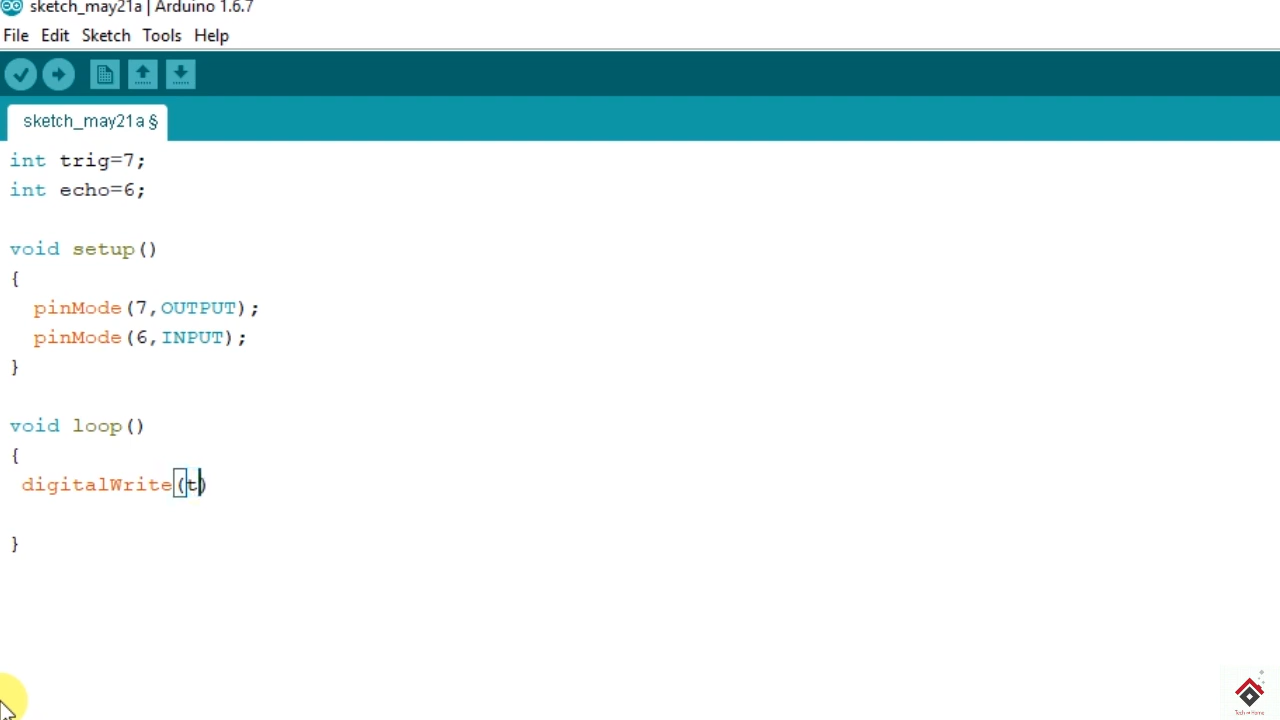 sketch_may21a | Arduino 1.6.7
File Edit Sketch Tools Help
sketch_may21a §
int trig=7;
int echo=6;
void setup()
{
pinMode(7,OUTPUT);
pinMode(6,INPUT);
}
void loop()
{
digitalWrite(t)
}